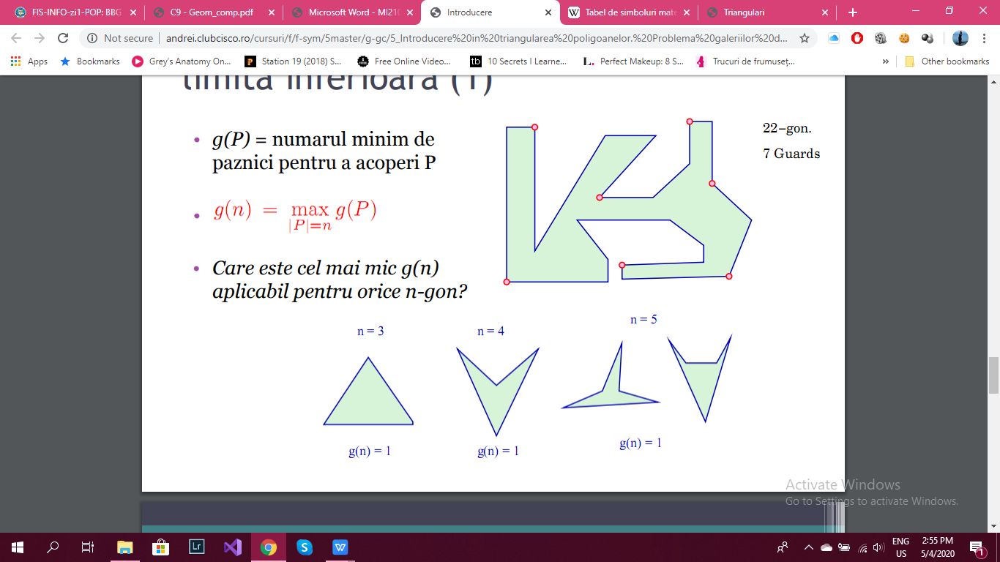 FIS-INFO-zi1-POP: BBG
C9 - Geom_comp.pdf
Microsoft Word - MI210
Introducere
Tabel de simboluri mate
Triangulari
Not secure
andrei.clubcisco.ro/cursuri/f/f-sym/5master/g-gc/5_Introducere%20in%20triangularea%20poligoanelor.%20Problema%20galeriilor%20d...
Apps
Bookmarks
Grey's Anatomy On...
Station 19 (2018) S...
Free Online Video...
10 Secrets I Learne...
Perfect Makeup: 8 S...
Trucuri de frumuseț...
»
Other bookmarks
limita inferioara (1)
• g(P) = numarul minim de
paznici pentru a acoperi P
• g(n) = max g(P)
|P|=n
• Care este cel mai mic g(n)
aplicabil pentru orice n-gon?
22-gon.
7 Guards
n = 3
n = 4
n = 5
g(n) = 1
g(n) = 1
g(n) = 1
Activate Windows
Go to Settings to activate Windows.
ENG
US
2:55 PM
5/4/2020
1